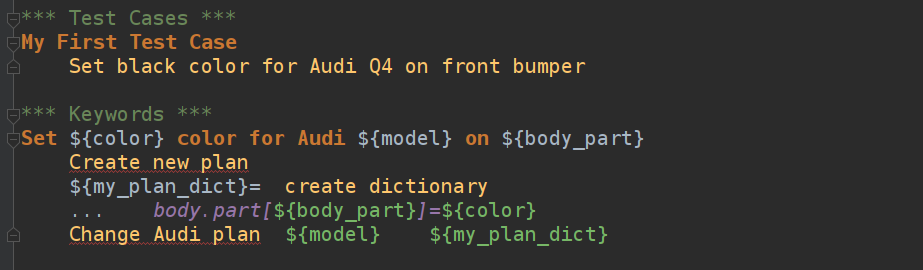 *** Test Cases ***
My First Test Case
    Set black color for Audi Q4 on front bumper
*** Keywords ***
Set ${color} color for Audi ${model} on ${body_part}
    Create new plan
    ${my_plan_dict}=  create dictionary
    ...    body.part[${body_part}]=${color}
    Change Audi plan  ${model}    ${my_plan_dict}